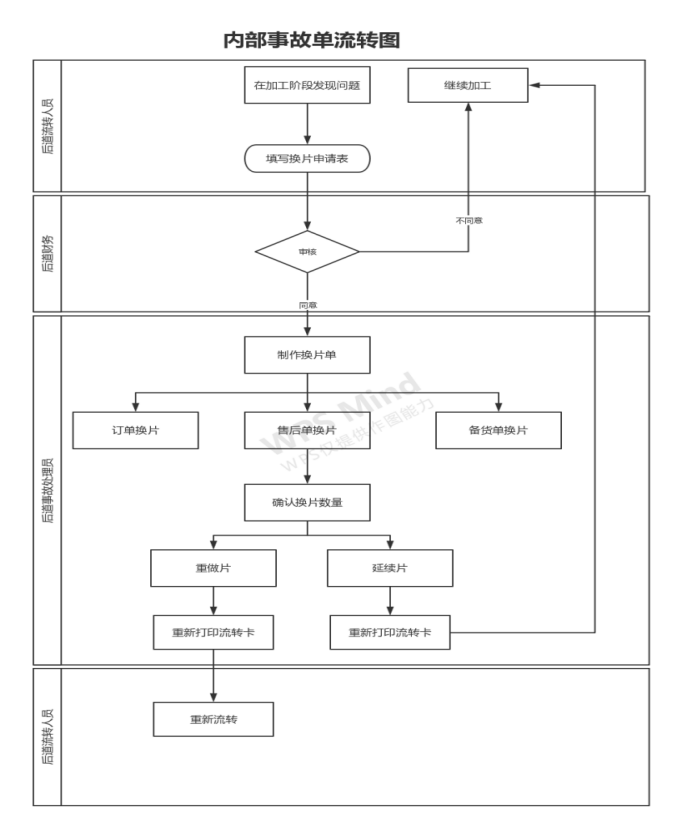 内部事故单流转图
后道流转人员
在加工阶段发现问题
继续加工
填写换片申请表
后道财务
不同意
审核
同意
后道事故处理员
制作换片单
订单换片
售后单换片
备货单换片
WPS Mind
WPS仅提供作图能力
确认换片数量
重做片
延续片
重新打印流转卡
重新打印流转卡
后道流转人员
重新流转